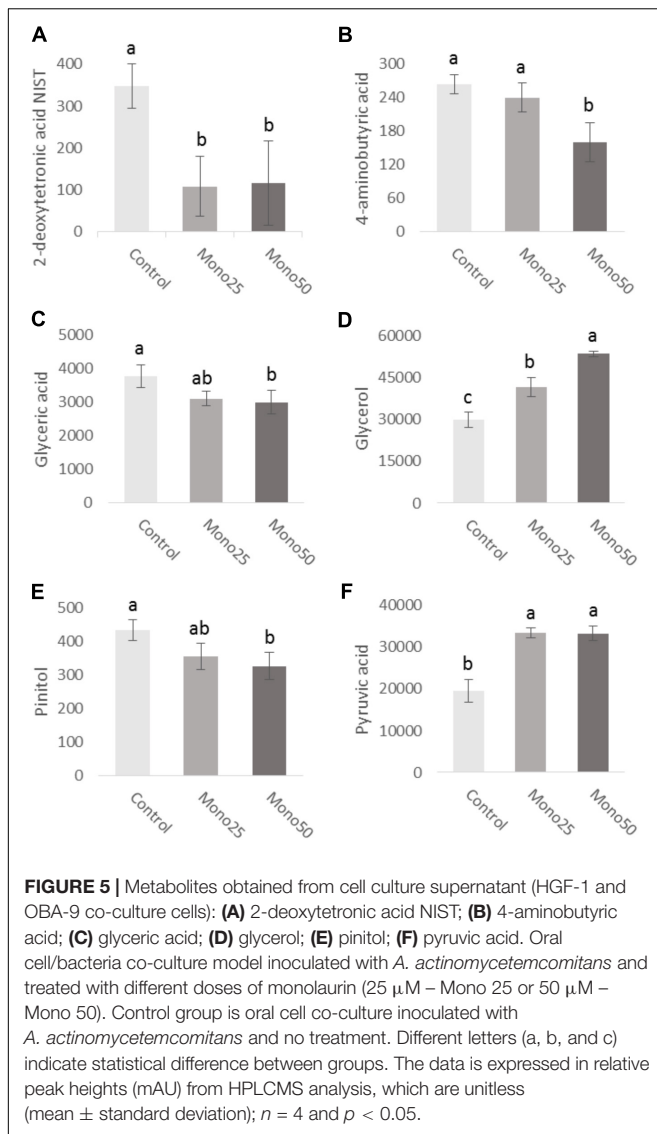 A
a
b
b
400
300
200
100
0
2-deoxytetronic acid NIST
Control
Mono25
Mono50
B
a
a
b
300
240
180
120
60
0
4-aminobutyric acid
Control
Mono25
Mono50
C
a
ab
b
5000
4000
3000
2000
1000
0
Glyceric acid
Control
Mono25
Mono50
D
c
b
a
60000
45000
30000
15000
0
Glycerol
Control
Mono25
Mono50
E
a
ab
b
500
400
300
200
100
0
Pinitol
Control
Mono25
Mono50
F
b
a
a
40000
30000
20000
10000
0
Pyruvic acid
Control
Mono25
Mono50
FIGURE 5 | Metabolites obtained from cell culture supernatant (HGF-1 and
OBA-9 co-culture cells): (A) 2-deoxytetronic acid NIST; (B) 4-aminobutyric
acid; (C) glyceric acid; (D) glycerol; (E) pinitol; (F) pyruvic acid. Oral
cell/bacteria co-culture model inoculated with A. actinomycetemcomitans and
treated with different doses of monolaurin (25 μM – Mono 25 or 50 μM –
Mono 50). Control group is oral cell co-culture inoculated with
A. actinomycetemcomitans and no treatment. Different letters (a, b, and c)
indicate statistical difference between groups. The data is expressed in relative
peak heights (mAU) from HPLCMS analysis, which are unitless
(mean ± standard deviation); n = 4 and p < 0.05.